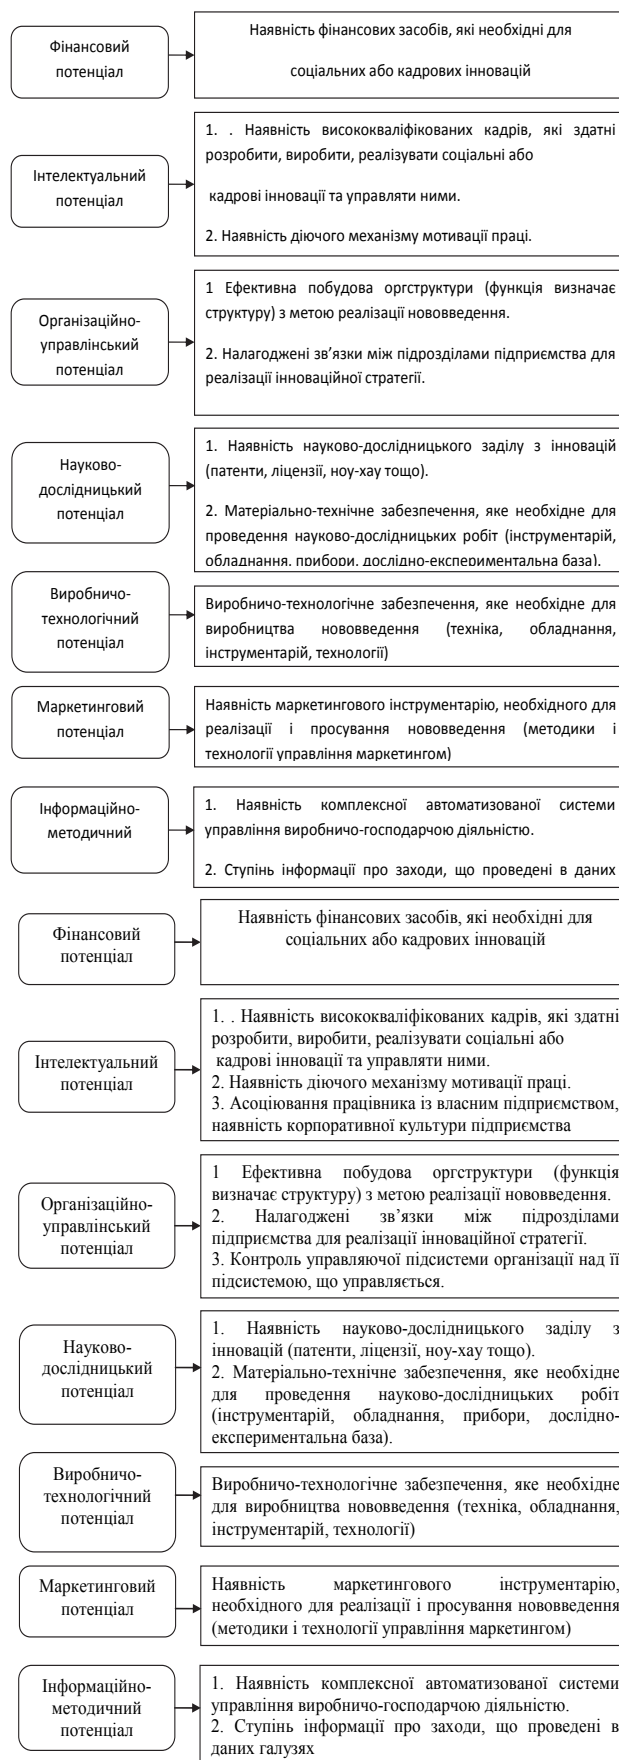 Фінансовий
потенціал
Наявність фінансових засобів, які необхідні для
соціальних або кадрових інновацій
Інтелектуальний
потенціал
1. . Наявність висококваліфікованих кадрів, які здатні
розробити, виробити, реалізувати соціальні або
кадрові інновації та управляти ними.
2. Наявність діючого механізму мотивації праці.
Організаційно-
управлінський
потенціал
1 Ефективна побудова оргструктури (функція визначає
структуру) з метою реалізації нововведення.
2. Налагоджені зв’язки між підрозділами підприємства для
реалізації інноваційної стратегії.
Науково-
дослідницький
потенціал
1. Наявність науково-дослідницького заділу з інновацій
(патенти, ліцензії, ноу-хау тощо).
2. Матеріально-технічне забезпечення, яке необхідне для
проведення науково-дослідницьких робіт (інструментарій,
обладнання, прибори, дослідно-експериментальна база).
Виробничо-
технологічний
потенціал
Виробничо-технологічне забезпечення, яке необхідне для
виробництва нововведення (техніка, обладнання,
інструментарій, технології)
Маркетинговий
потенціал
Наявність маркетингового інструментарію, необхідного для
реалізації і просування нововведення (методики і
технології управління маркетингом)
Інформаційно-
методичний
1. Наявність комплексної автоматизованої системи
управління виробничо-господарчою діяльністю.
2. Ступінь інформації про заходи, що проведені в даних
Фінансовий
потенціал
Наявність фінансових засобів, які необхідні для
соціальних або кадрових інновацій
Інтелектуальний
потенціал
1. . Наявність висококваліфікованих кадрів, які здатні
розробити, виробити, реалізувати соціальні або
кадрові інновації та управляти ними.
2. Наявність діючого механізму мотивації праці.
3. Асоціювання працівника із власним підприємством,
наявність корпоративної культури підприємства
Організаційно-
управлінський
потенціал
1 Ефективна побудова оргструктури (функція
визначає структуру) з метою реалізації нововведення.
2. Налагоджені зв’язки між підрозділами
підприємства для реалізації інноваційної стратегії.
3. Контроль управляючої підсистеми організації над її
підсистемою, що управляється.
Науково-
дослідницький
потенціал
1. Наявність науково-дослідницького заділу з
інновацій (патенти, ліцензії, ноу-хау тощо).
2. Матеріально-технічне забезпечення, яке необхідне
для проведення науково-дослідницьких робіт
(інструментарій, обладнання, прибори, дослідно-
експериментальна база).
Виробничо-
технологічний
потенціал
Виробничо-технологічне забезпечення, яке необхідне
для виробництва нововведення (техніка, обладнання,
інструментарій, технології)
Маркетинговий
потенціал
Наявність маркетингового інструментарію,
необхідного для реалізації і просування нововведення
(методики і технології управління маркетингом)
Інформаційно-
методичний
потенціал
1. Наявність комплексної автоматизованої системи
управління виробничо-господарчою діяльністю.
2. Ступінь інформації про заходи, що проведені в
даних галузях